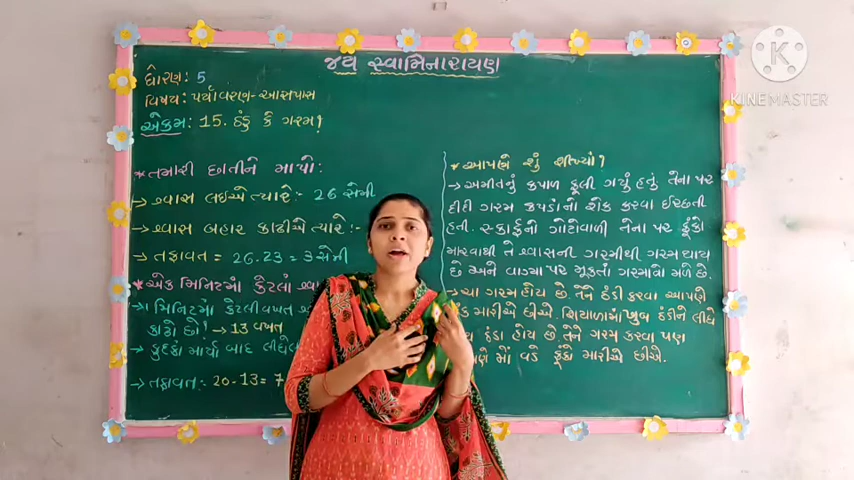 જય સ્વામિનારાયણ
ધોરણ: 5
વિષય: પર્યાવરણ-આસપાસ
એકમ: 15. ઠંડુ કે ગરમ!
*તમારી છાતીને માપો:
→ શ્વાસ લઈએ ત્યારે:- 26 સેમી
→ શ્વાસ બહાર કાઢીએ ત્યારે:-
→ તફાવત = 26-23 = 3 સેમી
*એક મિનિટમાં કેટલાં શ્વ
→ 1 મિનિટમાં કેટલી વખત
કાઢો છો! → 13 વખત
→ કુદકાં માર્યા બાદ લીધેલ
→ તફાવત:- 20-13 = 7
*આપણે શું શીખ્યાં?
→ અમીતનું કપાળ ફૂલી ગયું હતું તેના પર
દીદી ગરમ કપડાંનો શેક કરવા ઈચ્છતી
હતી. સ્કાર્ફનો ગોટોવાળી તેના પર ફૂંકો
મારવાથી તે શ્વાસની ગરમીથી ગરમ થાય
છે અને વાગ્યા પર મૂકતાં ગરમાવો મળે છે.
→ ચા ગરમ હોય છે. તેને ઠંડી કરવા આપણે
ક મારીએ છીએ. શિયાળામાં ખુબ ઠંડીને લીધે
ઠંડા હોય છે. તેને ગરમ કરવા પણ
ણે મોં વડે ફૂંકો મારીએ છીએ.
K
KINEMASTER